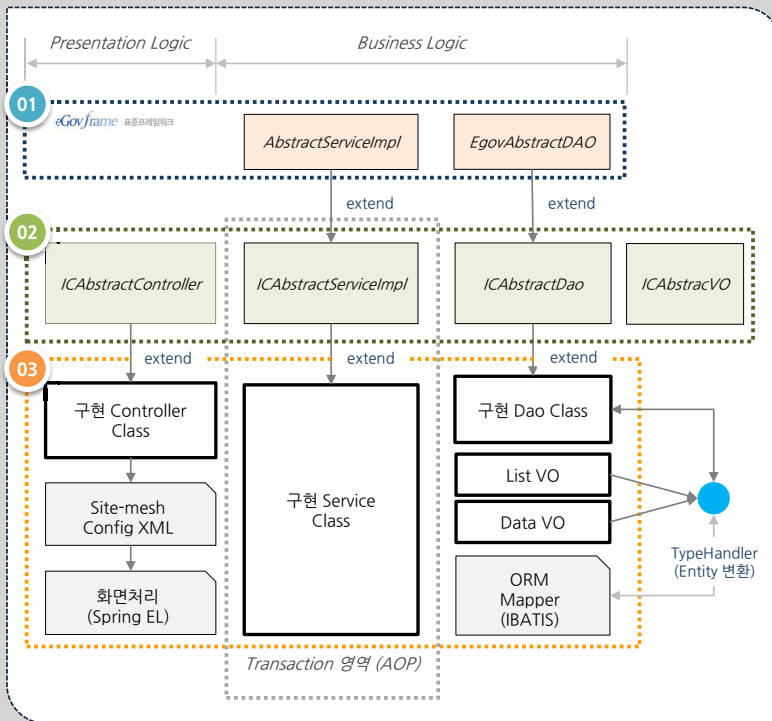 Presentation Logic
Business Logic
01
eGovframe 표준프레임워크
AbstractServiceImpl
EgovAbstractDAO
extend
extend
02
ICAbstractController
ICAbstractServiceImpl
ICAbstractDao
ICAbstracVO
extend
extend
extend
03
구현 Controller
Class
구현 Service
Class
구현 Dao Class
List VO
Data VO
Site-mesh
Config XML
화면처리
(Spring EL)
ORM
Mapper
(IBATIS)
TypeHandler
(Entity 변환)
Transaction 영역 (AOP)